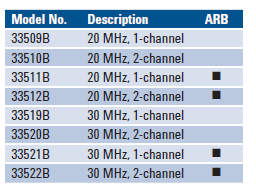 Model No. Description ARB
33509B 20 MHz, 1-channel
33510B 20 MHz, 2-channel
33511B 20 MHz, 1-channel ■
33512B 20 MHz, 2-channel ■
33519B 30 MHz, 1-channel
33520B 30 MHz, 2-channel
33521B 30 MHz, 1-channel ■
33522B 30 MHz, 2-channel ■